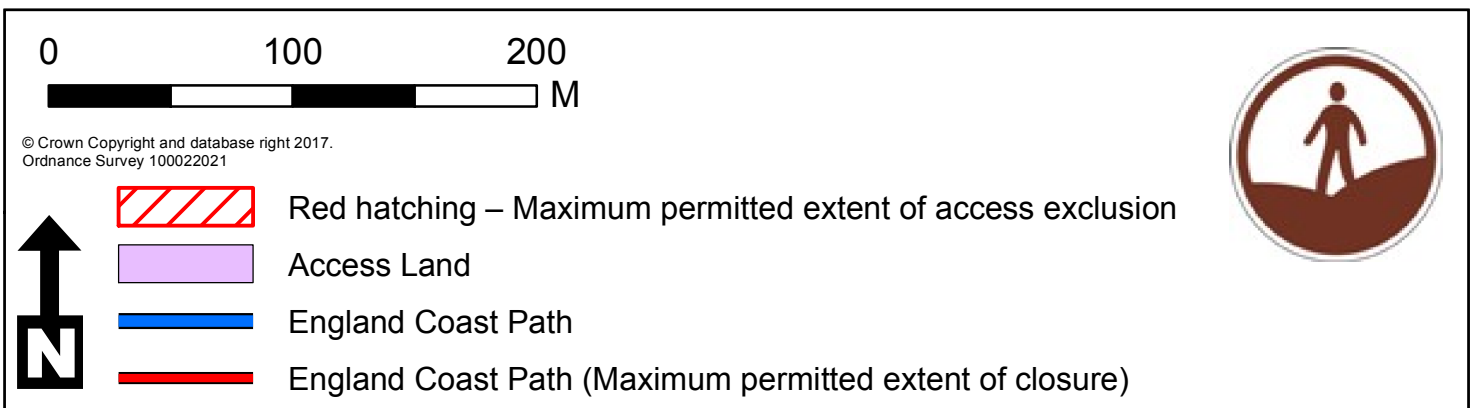 0 100 200
M
© Crown Copyright and database right 2017.
Ordnance Survey 100022021
Red hatching – Maximum permitted extent of access exclusion
Access Land
England Coast Path
N
England Coast Path (Maximum permitted extent of closure)